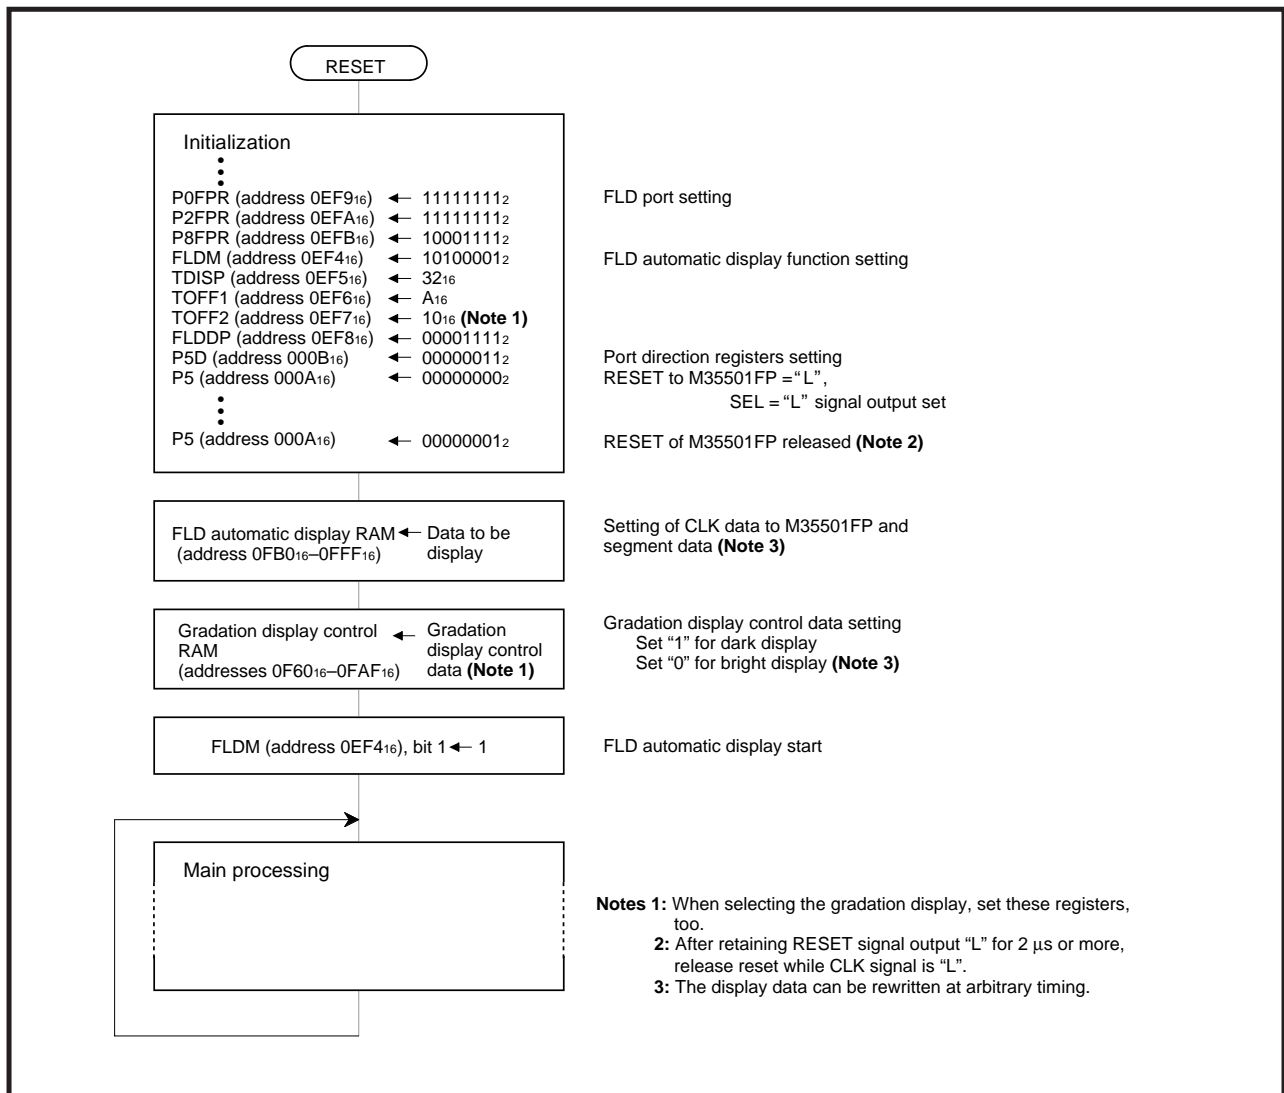 RESET
Initialization
•
•
•
P0FPR (address 0EF9₁₆) ← 11111111₂ FLD port setting
P2FPR (address 0EFA₁₆) ← 11111111₂
P8FPR (address 0EFB₁₆) ← 10001111₂
FLDM (address 0EF4₁₆) ← 10100001₂ FLD automatic display function setting
TDISP (address 0EF5₁₆) ← 32₁₆
TOFF1 (address 0EF6₁₆) ← A₁₆
TOFF2 (address 0EF7₁₆) ← 10₁₆ (Note 1)
FLDDP (address 0EF8₁₆) ← 00001111₂
P5D (address 000B₁₆) ← 00000011₂ Port direction registers setting
P5 (address 000A₁₆) ← 00000000₂ RESET to M35501FP = “L”,
SEL = “L” signal output set
•
•
•
P5 (address 000A₁₆) ← 00000001₂ RESET of M35501FP released (Note 2)
FLD automatic display RAM ← Data to be Setting of CLK data to M35501FP and
(address 0FB0₁₆–0FFF₁₆) display segment data (Note 3)
Gradation display control ← Gradation Gradation display control data setting
RAM display control Set “1” for dark display
(addresses 0F60₁₆–0FAF₁₆) data (Note 1) Set “0” for bright display (Note 3)
FLDM (address 0EF4₁₆), bit 1 ← 1 FLD automatic display start
Main processing
Notes 1: When selecting the gradation display, set these registers,
too.
2: After retaining RESET signal output “L” for 2 µs or more,
release reset while CLK signal is “L”.
3: The display data can be rewritten at arbitrary timing.